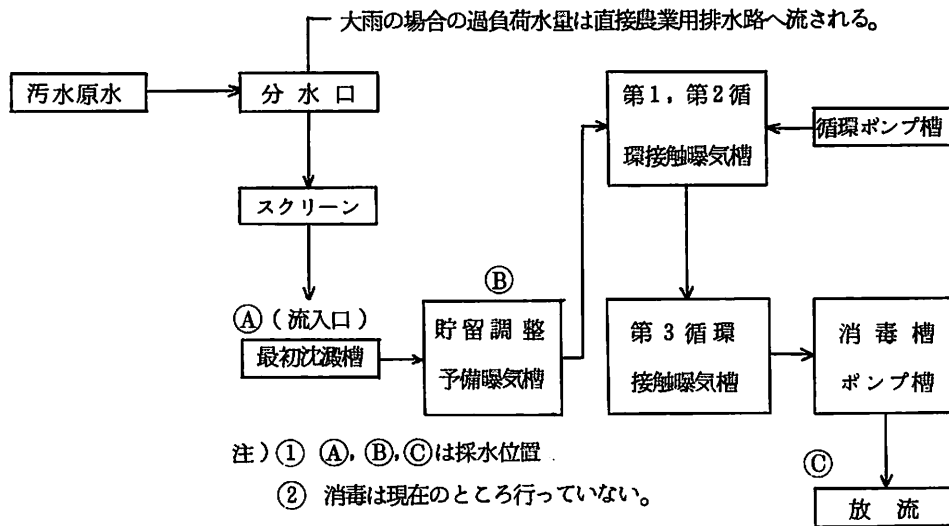 大雨の場合の過負荷水量は直接農業用排水路へ流される。
汚水原水
分水口
第1，第2循
環接触曝気槽
循環ポンプ槽
スクリーン
Ⓐ（流入口）
最初沈澱槽
Ⓑ
貯留調整
予備曝気槽
第3循環
接触曝気槽
消毒槽
ポンプ槽
注）① Ⓐ，Ⓑ，Ⓒは採水位置
② 消毒は現在のところ行っていない。
Ⓒ
放流